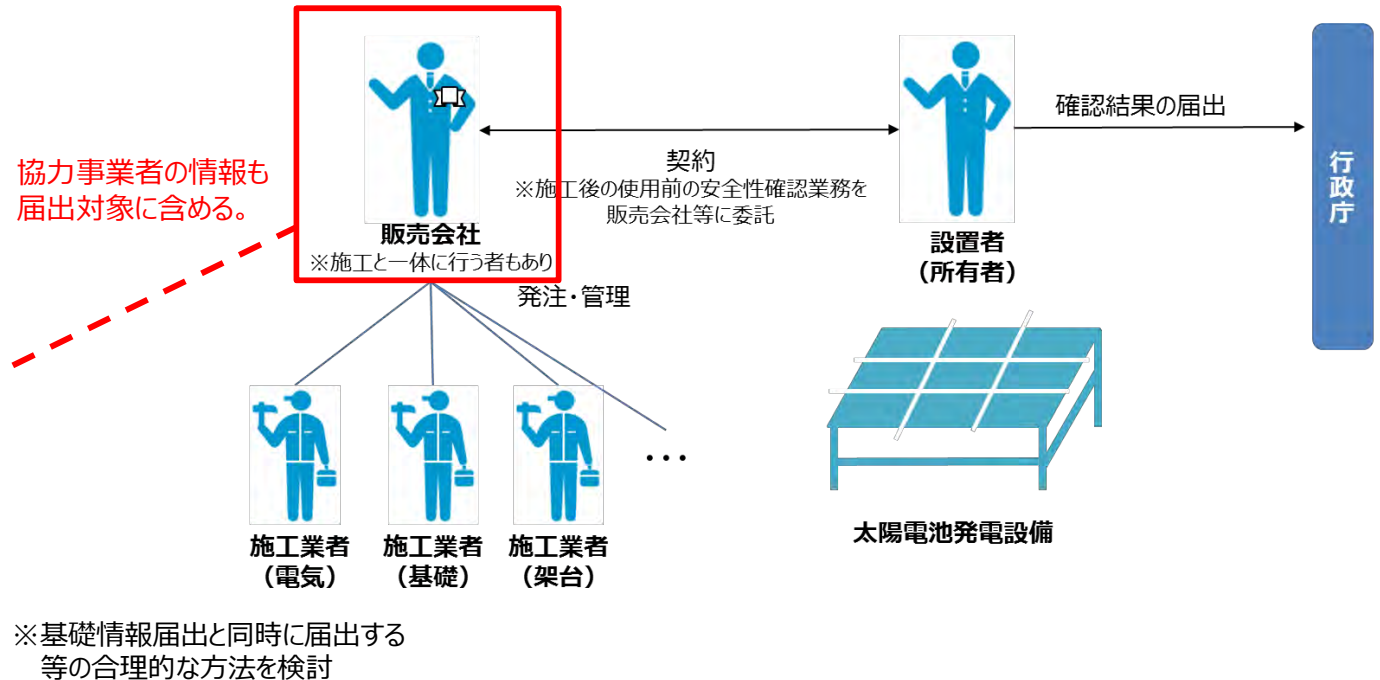 協力事業者の情報も
届出対象に含める。
販売会社
※施工と一体に行う者もあり
契約
※施工後の使用前の安全性確認業務を
販売会社等に委託
設置者
（所有者）
確認結果の届出
行政庁
発注・管理
施工業者
（電気）
施工業者
（基礎）
施工業者
（架台）
・・・
太陽電池発電設備
※基礎情報届出と同時に届出する
等の合理的な方法を検討